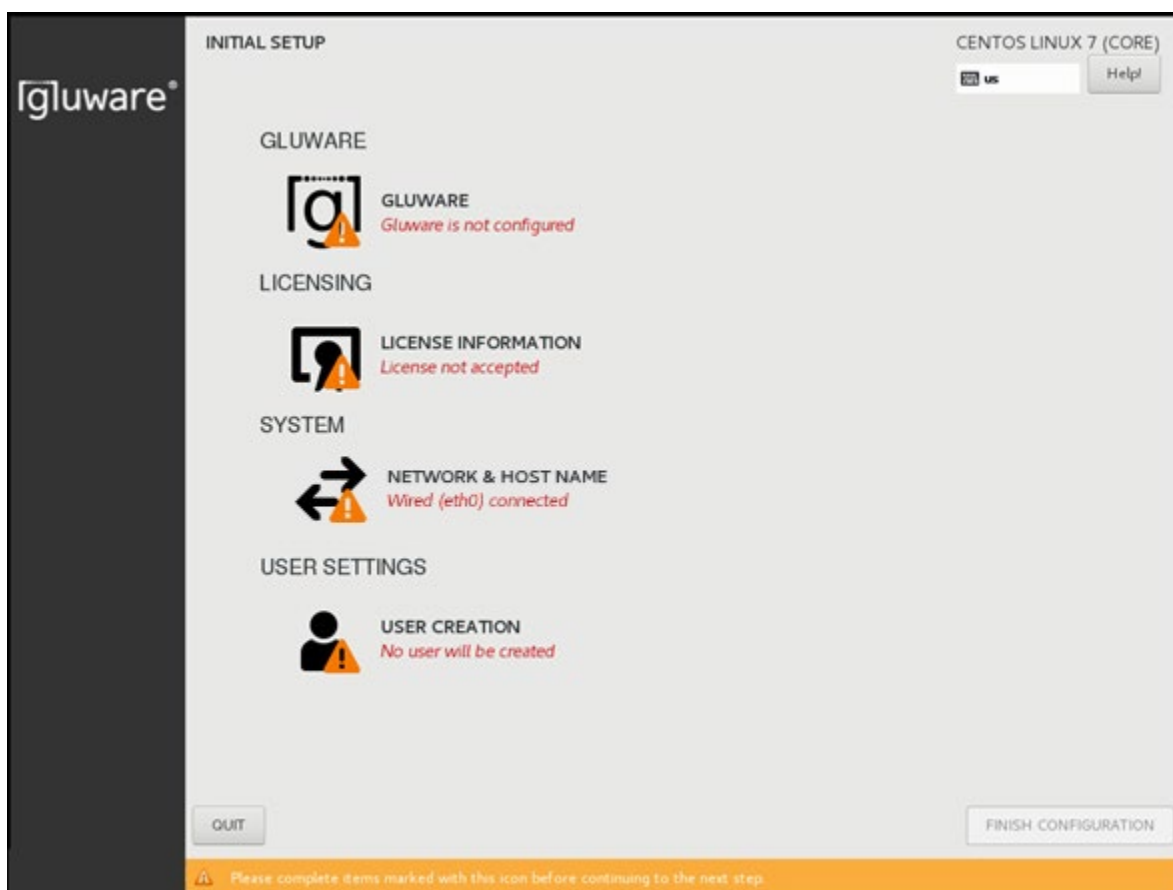 INITIAL SETUP
CENTOS LINUX 7 (CORE)
us
Help!
gluware®
GLUWARE
GLUWARE
Gluware is not configured
LICENSING
LICENSE INFORMATION
License not accepted
SYSTEM
NETWORK & HOST NAME
Wired (eth0) connected
USER SETTINGS
USER CREATION
No user will be created
QUIT
FINISH CONFIGURATION
Please complete items marked with this icon before continuing to the next step.